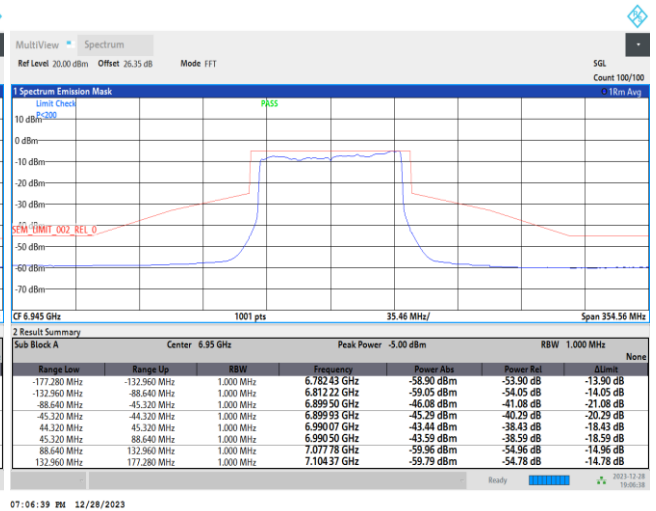 MultiView Spectrum
Ref Level 20.00 dBm Offset 26.35 dB Mode FFT SGL
Count 100/100
1 Spectrum Emission Mask 1Rm Avg
Limit Check PASS
P<200
10 dBm
0 dBm
-10 dBm
-20 dBm
-30 dBm
SEM_LIMIT_002_REL_0
-50 dBm
-60 dBm
-70 dBm
CF 6.945 GHz 1001 pts 35.46 MHz/ Span 354.56 MHz
2 Result Summary
Sub Block A Center 6.95 GHz Peak Power -5.00 dBm RBW 1.000 MHz
None
Range Low Range Up RBW Frequency Power Abs Power Rel ΔLimit
-177.280 MHz -132.960 MHz 1.000 MHz 6.782 43 GHz -58.90 dBm -53.90 dB -13.90 dB
-132.960 MHz -88.640 MHz 1.000 MHz 6.812 22 GHz -59.05 dBm -54.05 dB -14.05 dB
-88.640 MHz -45.320 MHz 1.000 MHz 6.899 50 GHz -46.08 dBm -41.08 dB -21.08 dB
-45.320 MHz -44.320 MHz 1.000 MHz 6.899 93 GHz -45.29 dBm -40.29 dB -20.29 dB
44.320 MHz 45.320 MHz 1.000 MHz 6.990 07 GHz -43.44 dBm -38.43 dB -18.43 dB
45.320 MHz 88.640 MHz 1.000 MHz 6.990 50 GHz -43.59 dBm -38.59 dB -18.59 dB
88.640 MHz 132.960 MHz 1.000 MHz 7.077 78 GHz -59.96 dBm -54.96 dB -14.96 dB
132.960 MHz 177.280 MHz 1.000 MHz 7.104 37 GHz -59.79 dBm -54.78 dB -14.78 dB
Ready 2023-12-28
19:06:38
07:06:39 PM 12/28/2023